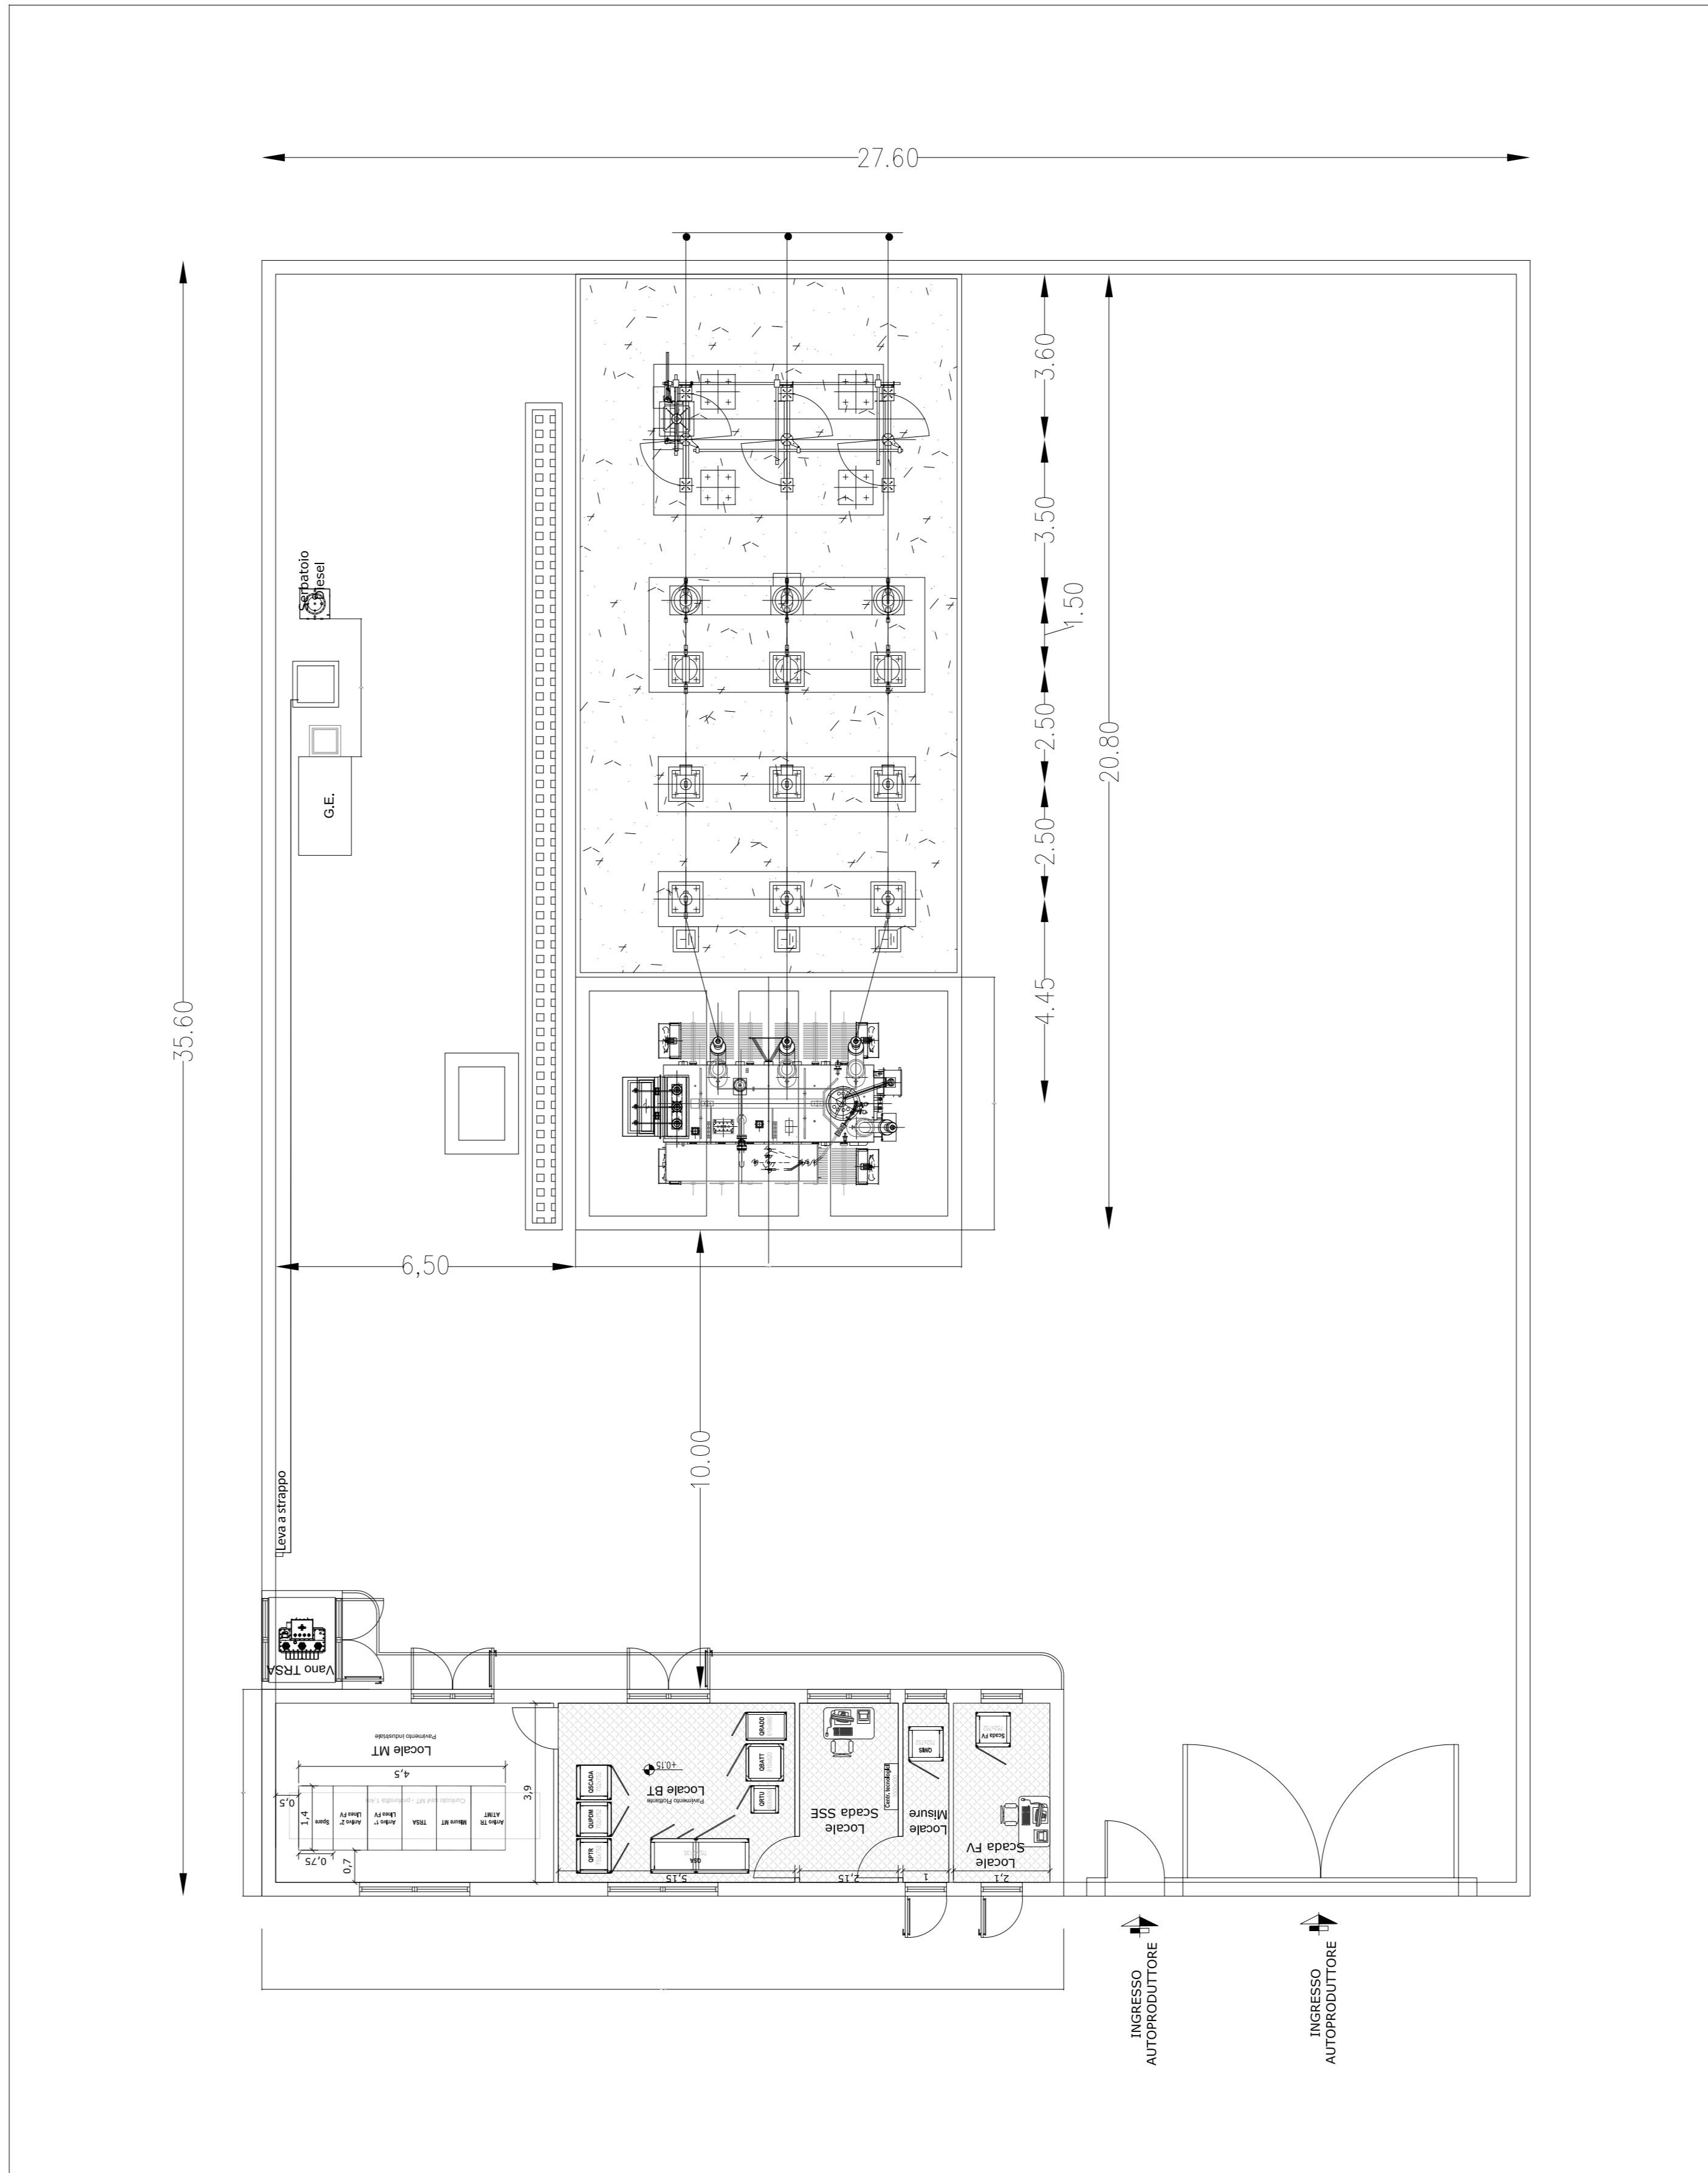 27.60
35.60
3.60
3.50
1.50
2.50
20.80
2.50
4.45
Serbatoio
Diesel
G.E.
6,50
10.00
Leva a strappo
Vano TRSA
Locale MT
Pavimento industriale
4,5
0,5
1,4
0,75
0,7
3,9
Spare
Arrivo 2°
Linea FV
Arrivo 1°
Linea FV
TRSA
Misure MT
Arrivo TR
AT/MT
QSCADA
QUPDM
QPTR
+0.15
Locale BT
Pavimento Flottante
QRADD
QBATT
QRTU
QSA
5,15
Locale
Scada SSE
2,15
QMIS
Locale
Misure
1
Scada FV
Locale
Scada FV
2,1
INGRESSO
AUTOPRODUTTORE
INGRESSO
AUTOPRODUTTORE